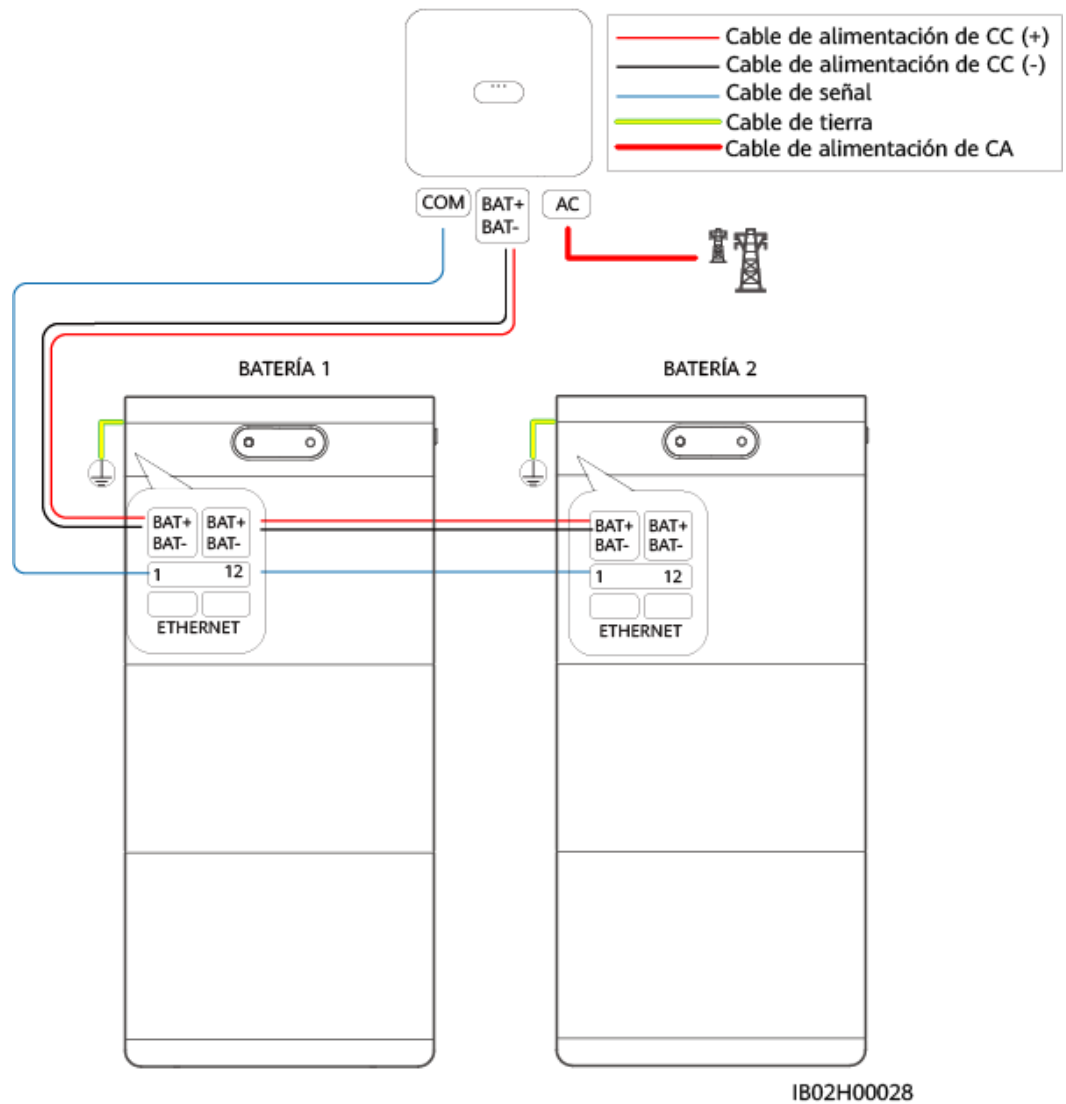 Cable de alimentación de CC (+)
Cable de alimentación de CC (-)
Cable de señal
Cable de tierra
Cable de alimentación de CA
COM
BAT+
BAT-
AC
BATERÍA 1
BATERÍA 2
BAT+ BAT+
BAT- BAT-
1 12
ETHERNET
BAT+ BAT+
BAT- BAT-
1 12
ETHERNET
IB02H00028